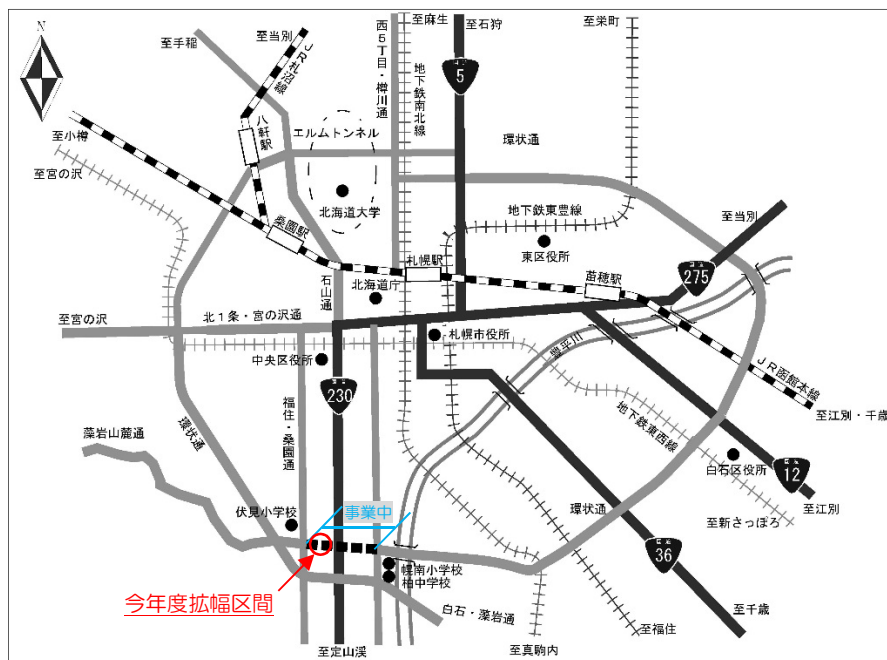 N
至手稲
至当別
JR札沼線
八軒駅
西5丁目・樽川通
至麻生
地下鉄南北線
至石狩
5
至栄町
至小樽
至宮の沢
エルムトンネル
北海道大学
環状通
桑園駅
地下鉄東豊線
東区役所
至当別
札幌駅
苗穂駅
国道
275
石山通
北海道庁
北1条・宮の沢通
至宮の沢
札幌市役所
豊平川
中央区役所
JR函館本線
国道
230
福住・桑園通
環状通
藻岩山麓通
地下鉄東西線
至江別・千歳
白石区役所
国道
12
至江別
伏見小学校
事業中
環状通
至新さっぽろ
国道
36
幌南小学校
柏中学校
今年度拡幅区間
白石・藻岩通
至千歳
至福住
至定山渓
至真駒内